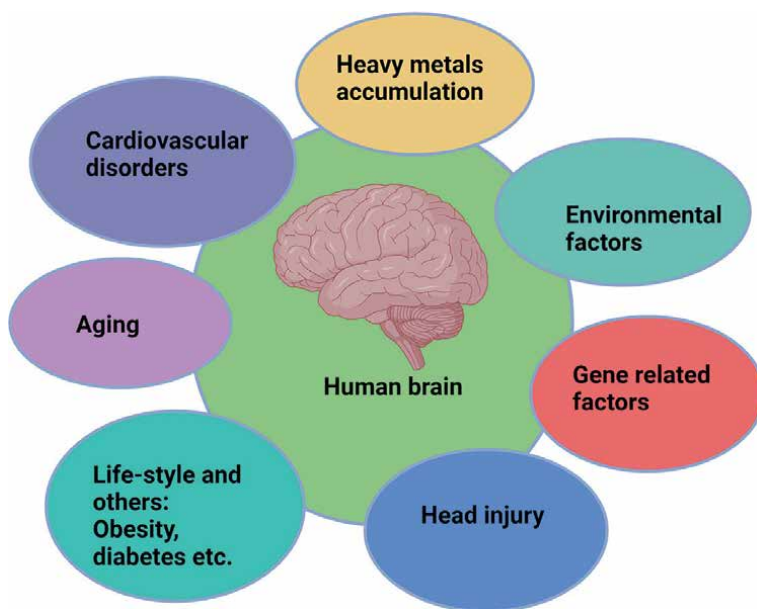 Heavy metals
accumulation
Cardiovascular
disorders
Environmental
factors
Aging
Human brain
Gene related
factors
Life-style and
others:
Obesity,
diabetes etc.
Head injury